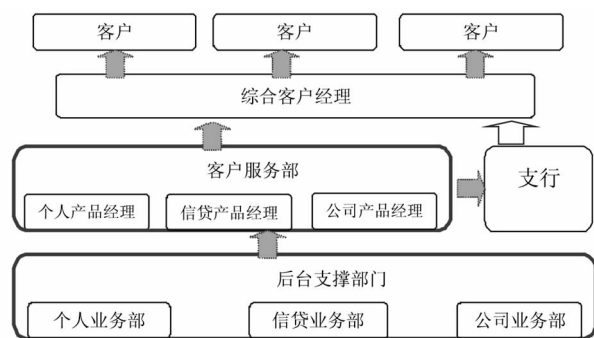 客户 客户 客户
综合客户经理
客户服务部
支行
个人产品经理 信贷产品经理 公司产品经理
后台支撑部门
个人业务部 信贷业务部 公司业务部